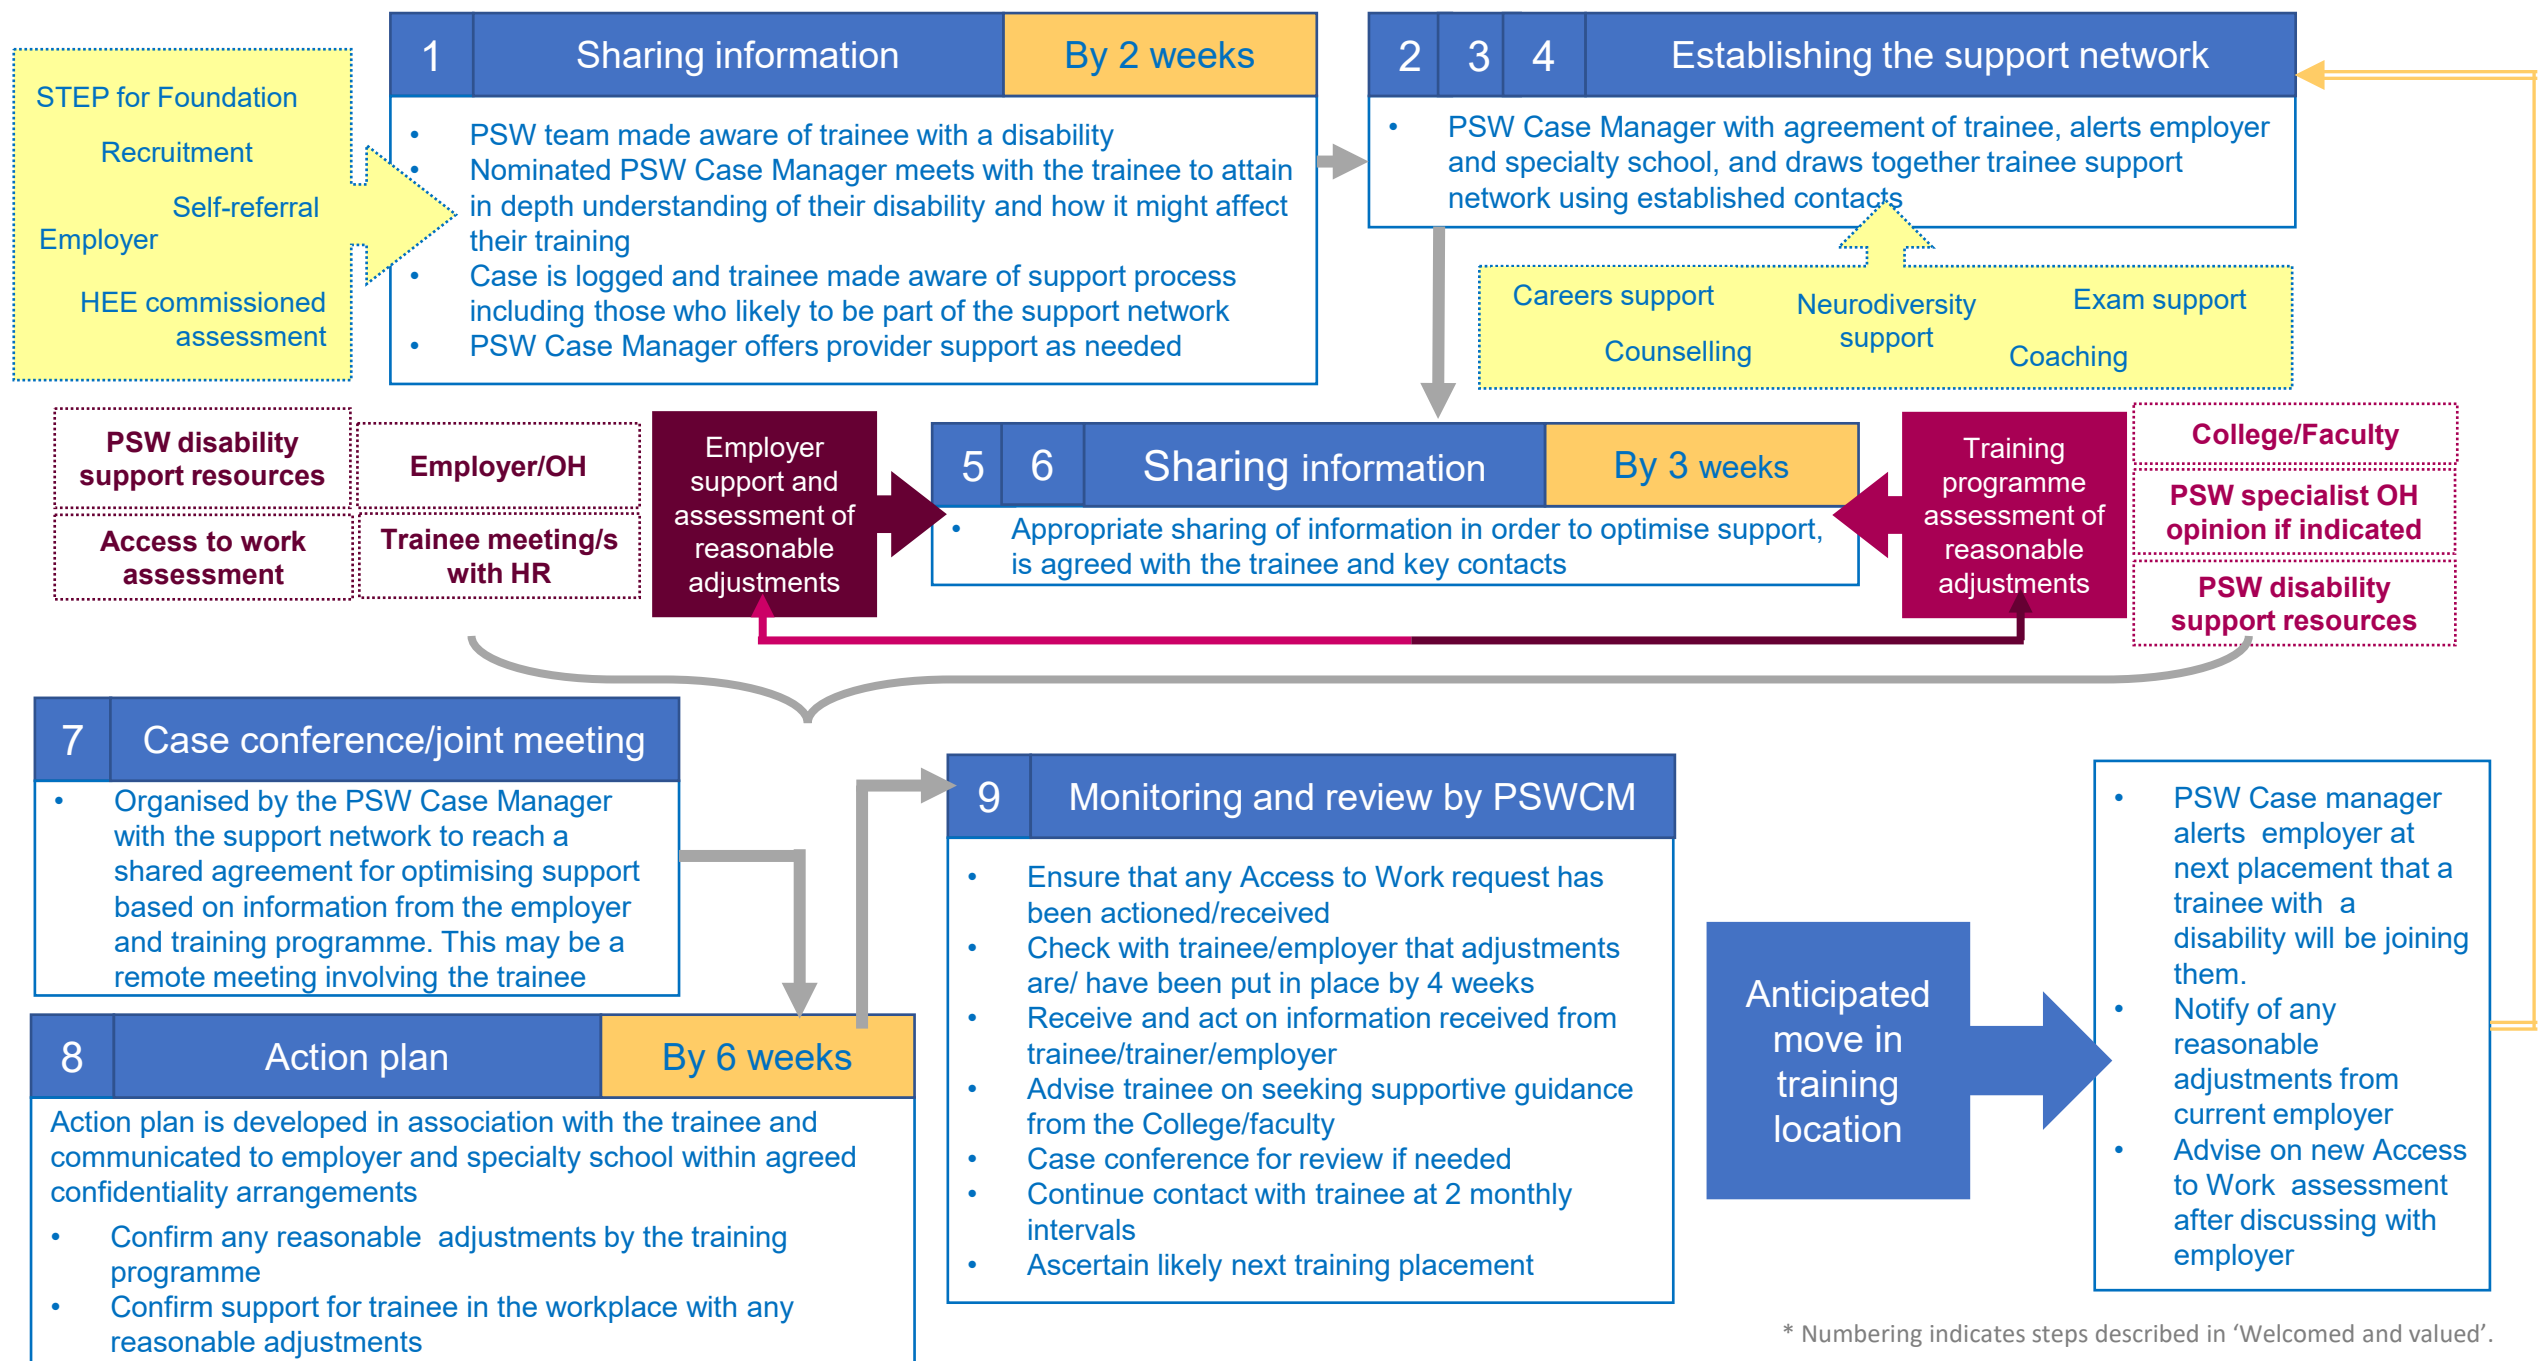 STEP for Foundation
Recruitment
Self-referral
Employer
HEE commissioned
assessment
1 Sharing information By 2 weeks
• PSW team made aware of trainee with a disability
• Nominated PSW Case Manager meets with the trainee to attain
in depth understanding of their disability and how it might affect
their training
• Case is logged and trainee made aware of support process
including those who likely to be part of the support network
• PSW Case Manager offers provider support as needed
2 3 4 Establishing the support network
• PSW Case Manager with agreement of trainee, alerts employer
and specialty school, and draws together trainee support
network using established contacts
Careers support
Neurodiversity
support
Exam support
Counselling
Coaching
PSW disability
support resources
Employer/OH
Access to work
assessment
Trainee meeting/s
with HR
Employer
support and
assessment of
reasonable
adjustments
5 6 Sharing information By 3 weeks
• Appropriate sharing of information in order to optimise support,
is agreed with the trainee and key contacts
Training
programme
assessment of
reasonable
adjustments
College/Faculty
PSW specialist OH
opinion if indicated
PSW disability
support resources
7 Case conference/joint meeting
• Organised by the PSW Case Manager
with the support network to reach a
shared agreement for optimising support
based on information from the employer
and training programme. This may be a
remote meeting involving the trainee
8 Action plan By 6 weeks
Action plan is developed in association with the trainee and
communicated to employer and specialty school within agreed
confidentiality arrangements
• Confirm any reasonable adjustments by the training
programme
• Confirm support for trainee in the workplace with any
reasonable adjustments
9 Monitoring and review by PSWCM
• Ensure that any Access to Work request has
been actioned/received
• Check with trainee/employer that adjustments
are/ have been put in place by 4 weeks
• Receive and act on information received from
trainee/trainer/employer
• Advise trainee on seeking supportive guidance
from the College/faculty
• Case conference for review if needed
• Continue contact with trainee at 2 monthly
intervals
• Ascertain likely next training placement
Anticipated
move in
training
location
• PSW Case manager
alerts employer at
next placement that a
trainee with a
disability will be joining
them.
• Notify of any
reasonable
adjustments from
current employer
• Advise on new Access
to Work assessment
after discussing with
employer
* Numbering indicates steps described in ‘Welcomed and valued’.